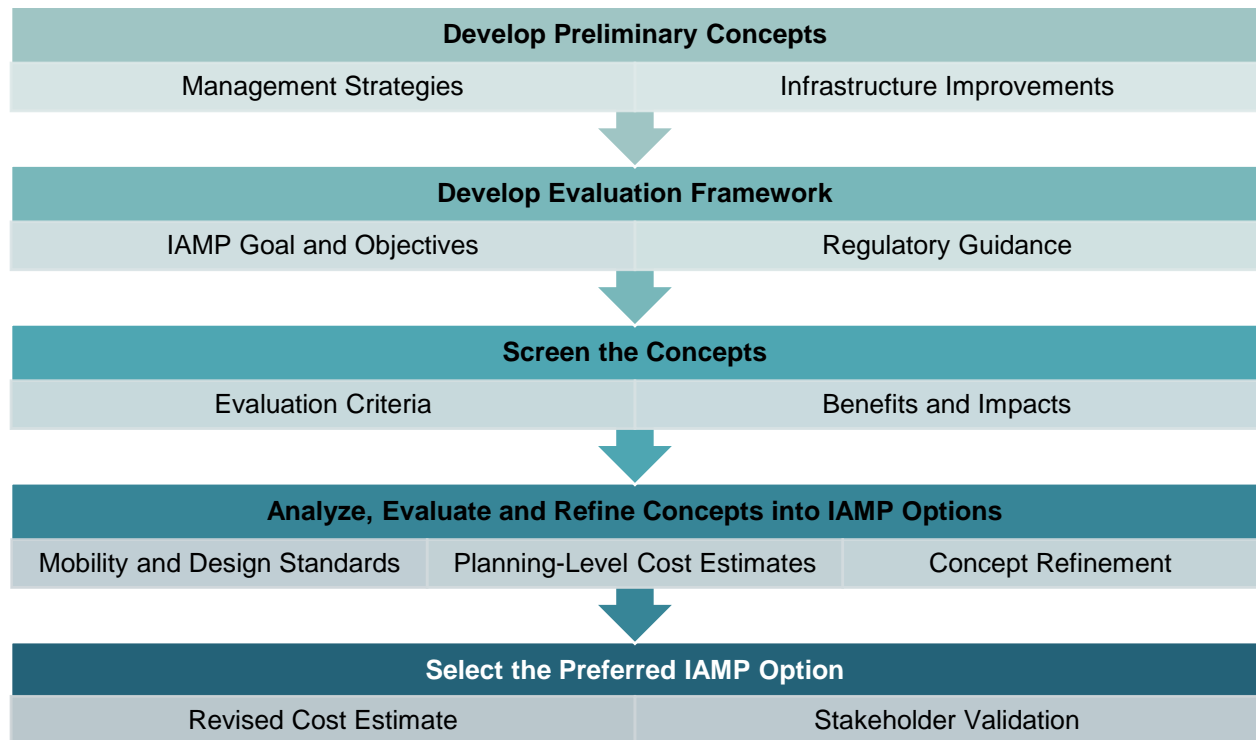 Develop Preliminary Concepts
Management Strategies
Infrastructure Improvements
Develop Evaluation Framework
IAMP Goal and Objectives
Regulatory Guidance
Screen the Concepts
Evaluation Criteria
Benefits and Impacts
Analyze, Evaluate and Refine Concepts into IAMP Options
Mobility and Design Standards
Planning-Level Cost Estimates
Concept Refinement
Select the Preferred IAMP Option
Revised Cost Estimate
Stakeholder Validation